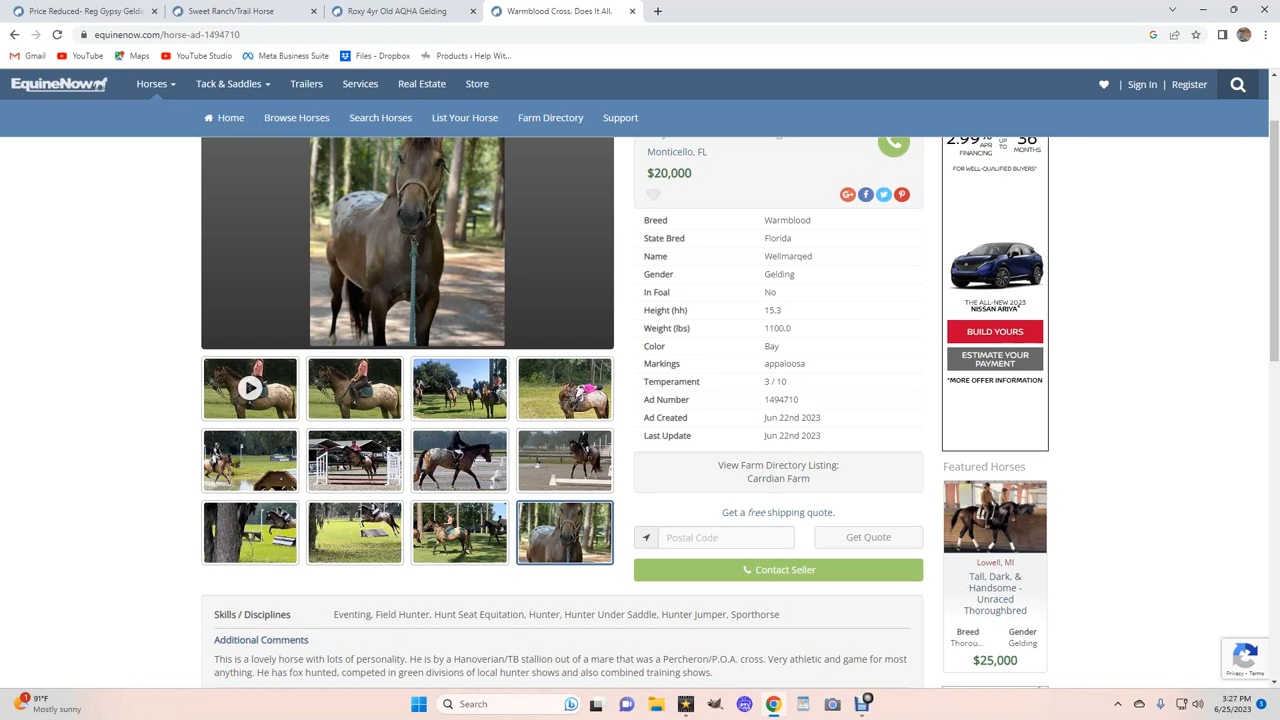 Price Reduced- Reg Gypsy Geldi
Sweet Ranch/Trail Horse
Roxy 4yr Old AQHA Gelding
Warmblood Cross. Does It All.
equinenow.com/horse-ad-1494710
Gmail
YouTube
Maps
YouTube Studio
Meta Business Suite
Files - Dropbox
Products ‹ Help Wit...
EquineNow
Horses
Tack & Saddles
Trailers
Services
Real Estate
Store
| Sign In | Register
Home
Browse Horses
Search Horses
List Your Horse
Farm Directory
Support
Monticello, FL
$20,000
Breed Warmblood
State Bred Florida
Name Wellmarqed
Gender Gelding
In Foal No
Height (hh) 15.3
Weight (lbs) 1100.0
Color Bay
Markings appaloosa
Temperament 3 / 10
Ad Number 1494710
Ad Created Jun 22nd 2023
Last Update Jun 22nd 2023
View Farm Directory Listing:
Carrdian Farm
Get a free shipping quote.
Postal Code
Get Quote
Contact Seller
Skills / Disciplines Eventing, Field Hunter, Hunt Seat Equitation, Hunter, Hunter Under Saddle, Hunter Jumper, Sporthorse
Additional Comments
This is a lovely horse with lots of personality. He is by a Hanoverian/TB stallion out of a mare that was a Percheron/P.O.A. cross. Very athletic and game for most
anything. He has fox hunted, competed in green divisions of local hunter shows and also combined training shows.
2.99% APR FINANCING UP TO 36 MONTHS
FOR WELL-QUALIFIED BUYERS*
THE ALL-NEW 2023
NISSAN ARIYA*
BUILD YOURS
ESTIMATE YOUR
PAYMENT
*MORE OFFER INFORMATION
Featured Horses
Lowell, MI
Tall, Dark, &
Handsome -
Unraced
Thoroughbred
Breed Gender
Thorou... Gelding
$25,000
Privacy - Terms
91°F
Mostly sunny
1
Search
3:27 PM
6/25/2023
3